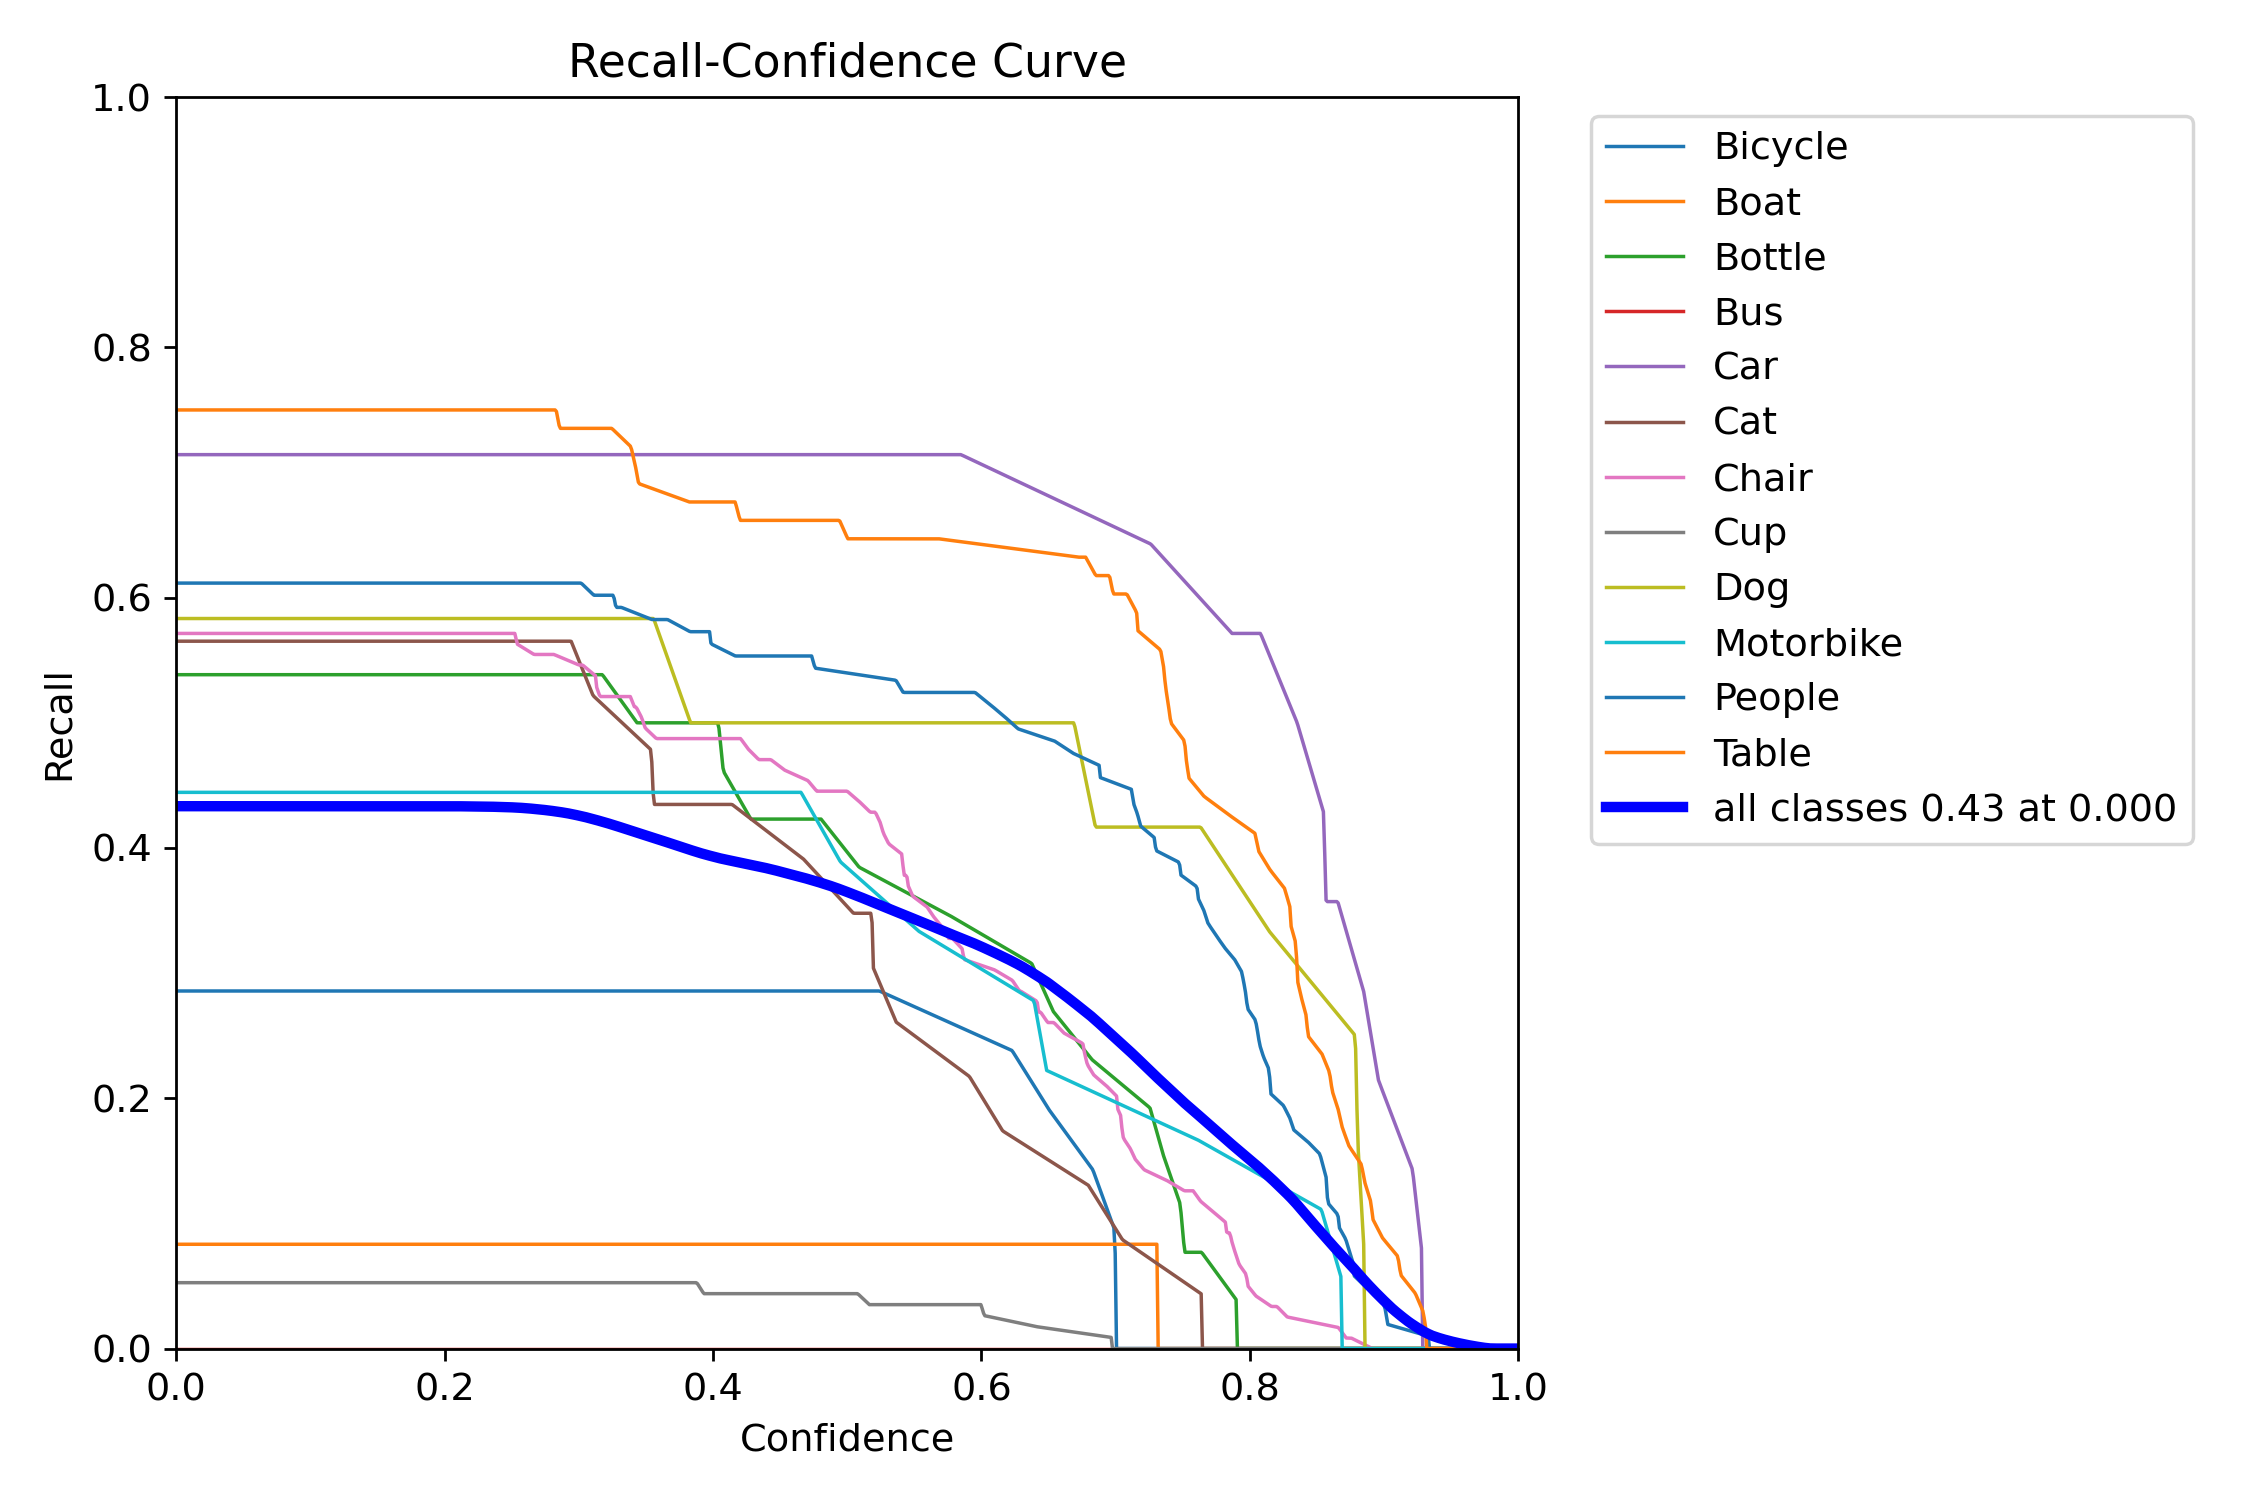 Recall-Confidence Curve
1.0
0.8
0.6
0.4
0.2
0.0
Recall
0.0 0.2 0.4 0.6 0.8 1.0
Confidence
Bicycle
Boat
Bottle
Bus
Car
Cat
Chair
Cup
Dog
Motorbike
People
Table
all classes 0.43 at 0.000